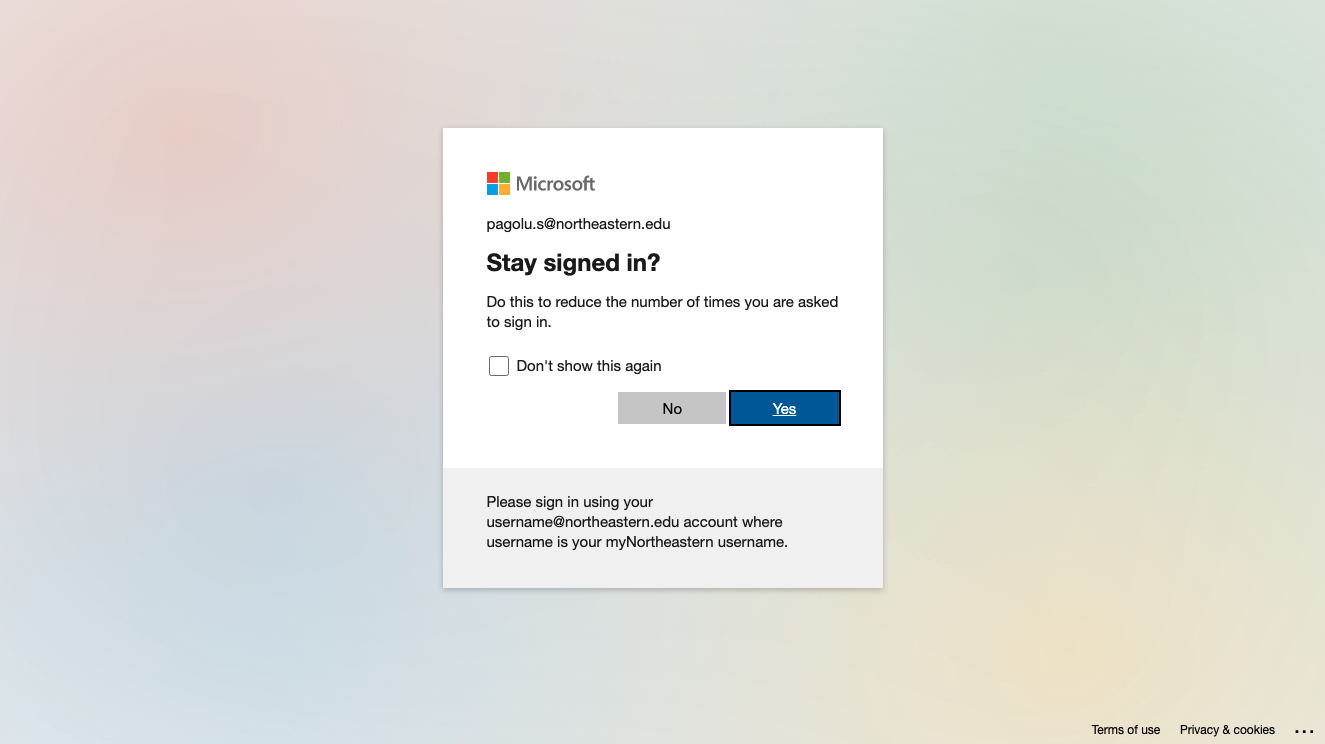 Microsoft
pagolu.s@northeastern.edu
Stay signed in?
Do this to reduce the number of times you are asked
to sign in.
Don't show this again
No
Yes
Please sign in using your
username@northeastern.edu account where
username is your myNortheastern username.
Terms of use
Privacy & cookies
...